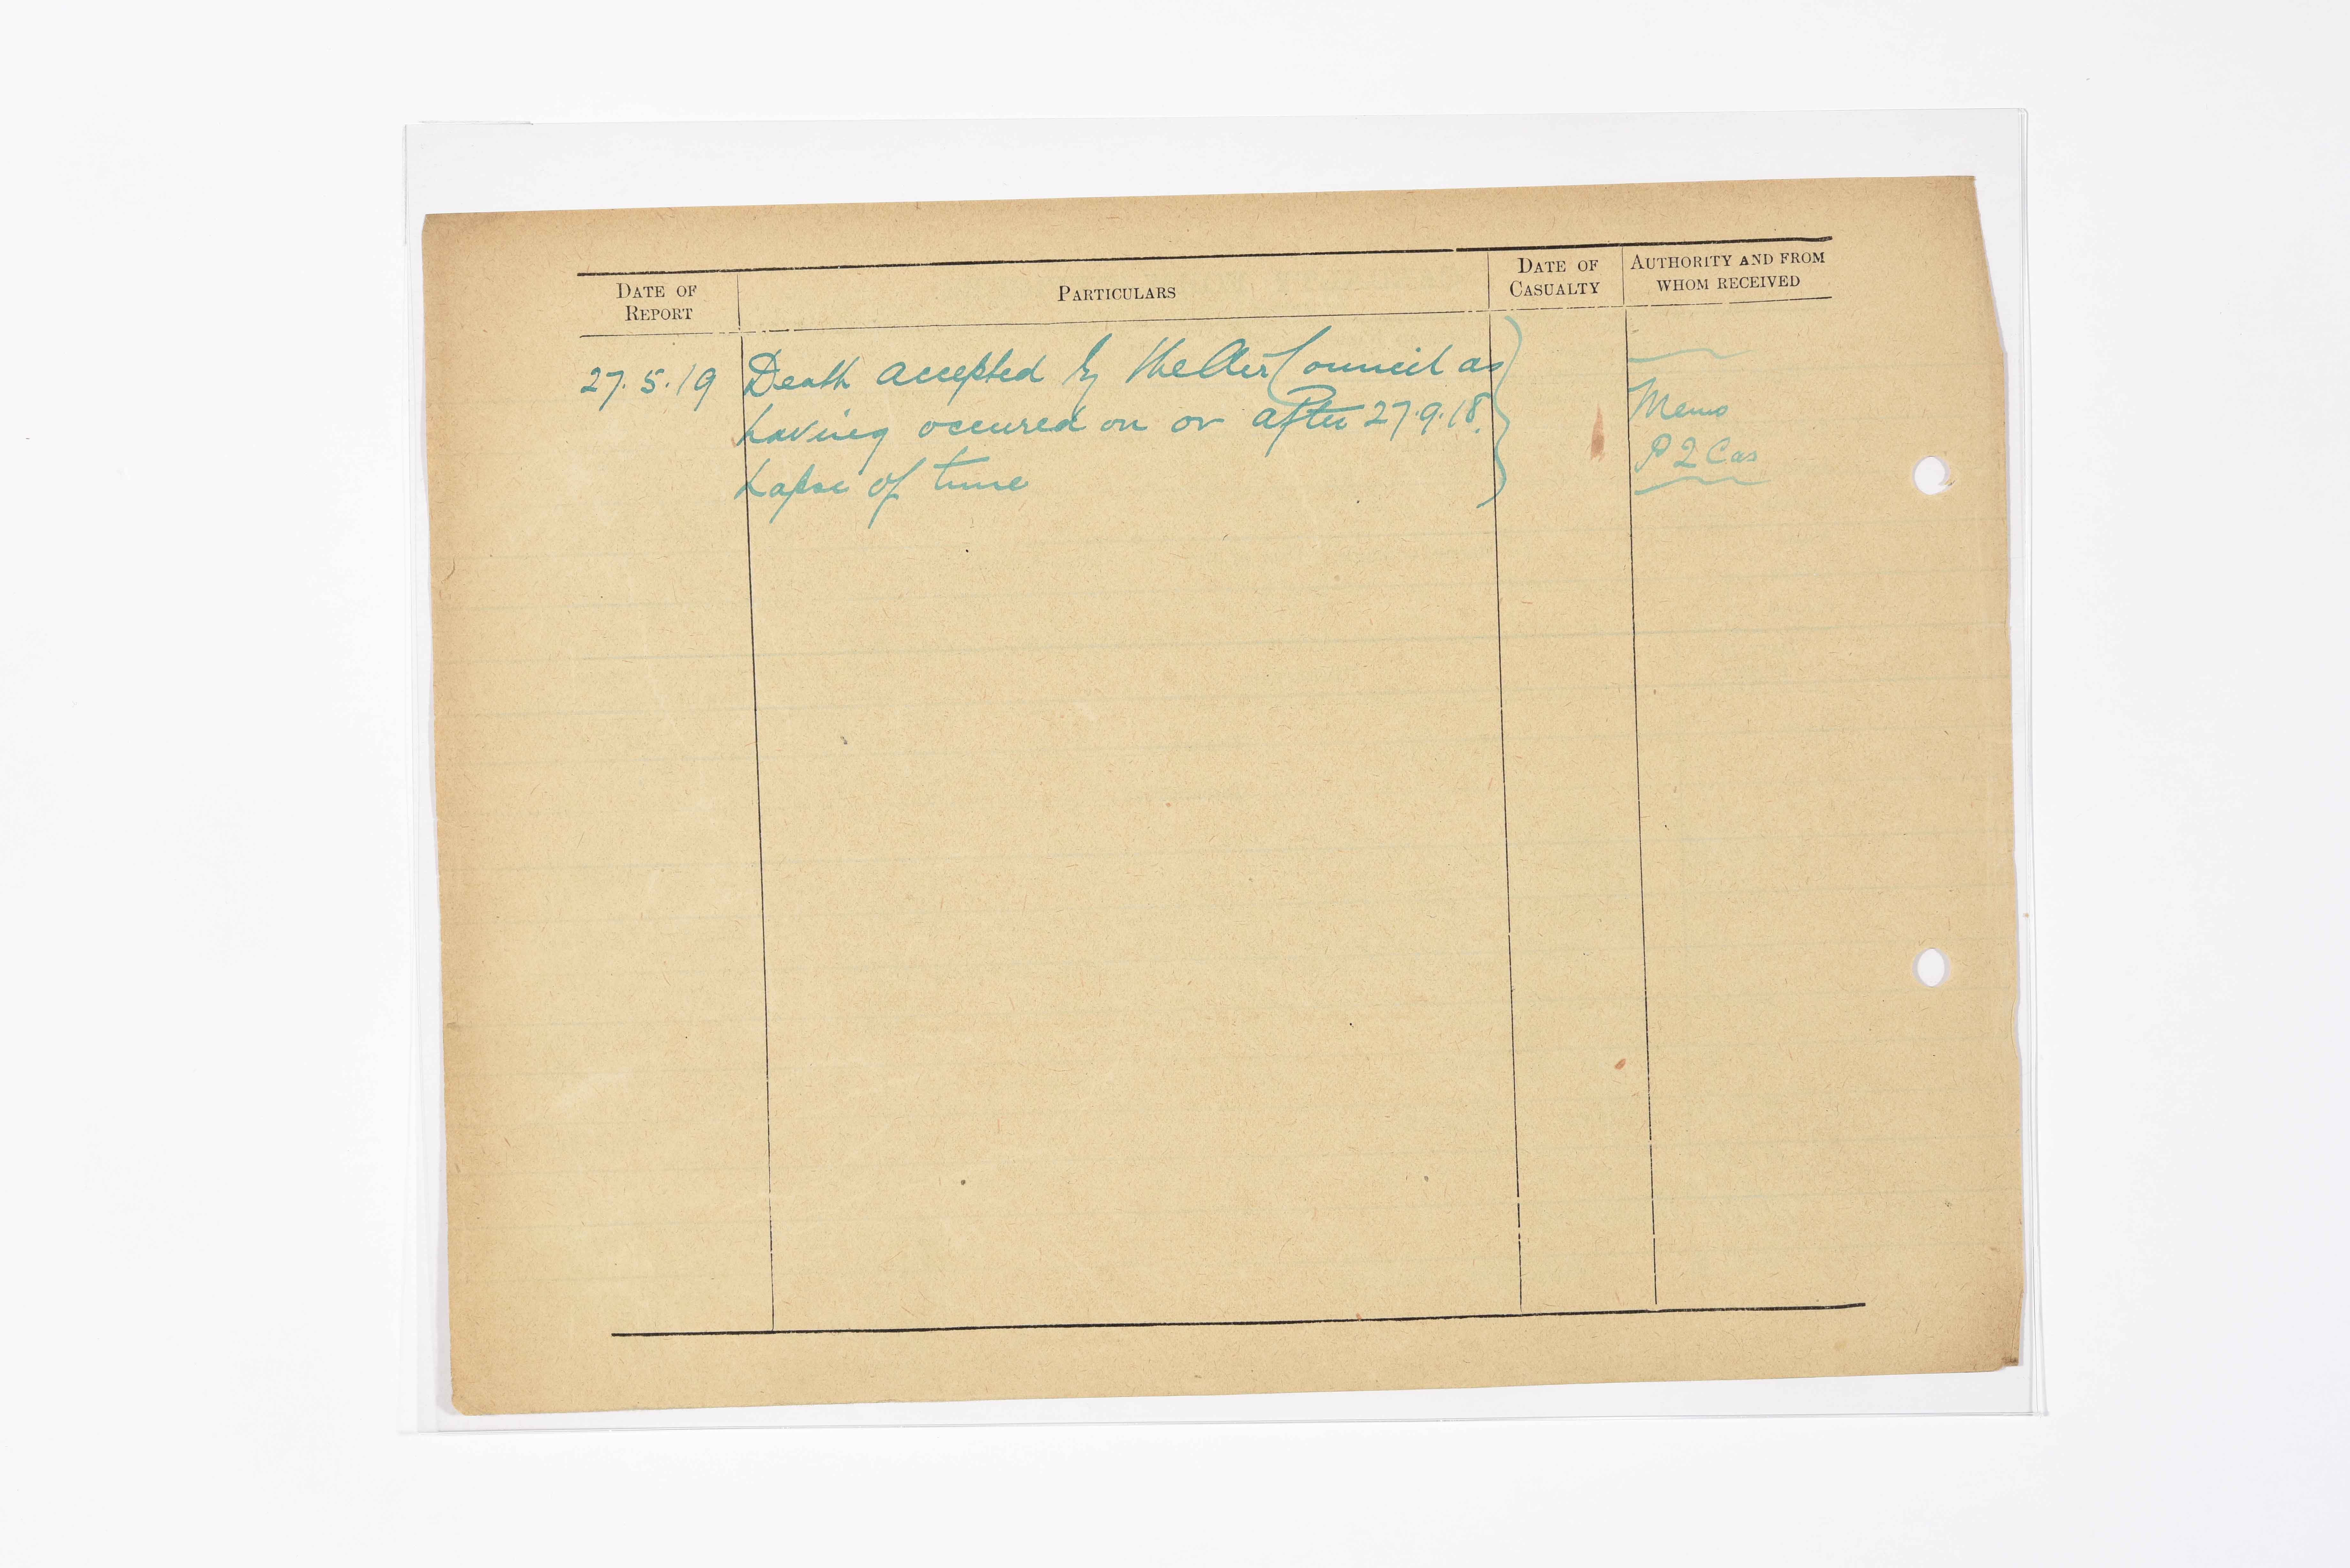 DATE OF REPORT
PARTICULARS
DATE OF CASUALTY
AUTHORITY AND FROM WHOM RECEIVED
27.5.19 Death accepted by the Air Council as
having occured on or after 27.9.18.
Lapse of time
Memo
P 2 Cas